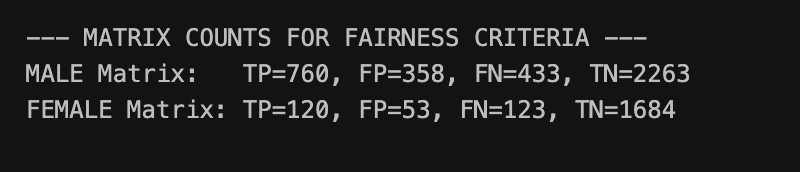 --- MATRIX COUNTS FOR FAIRNESS CRITERIA ---
MALE Matrix:   TP=760, FP=358, FN=433, TN=2263
FEMALE Matrix: TP=120, FP=53, FN=123, TN=1684